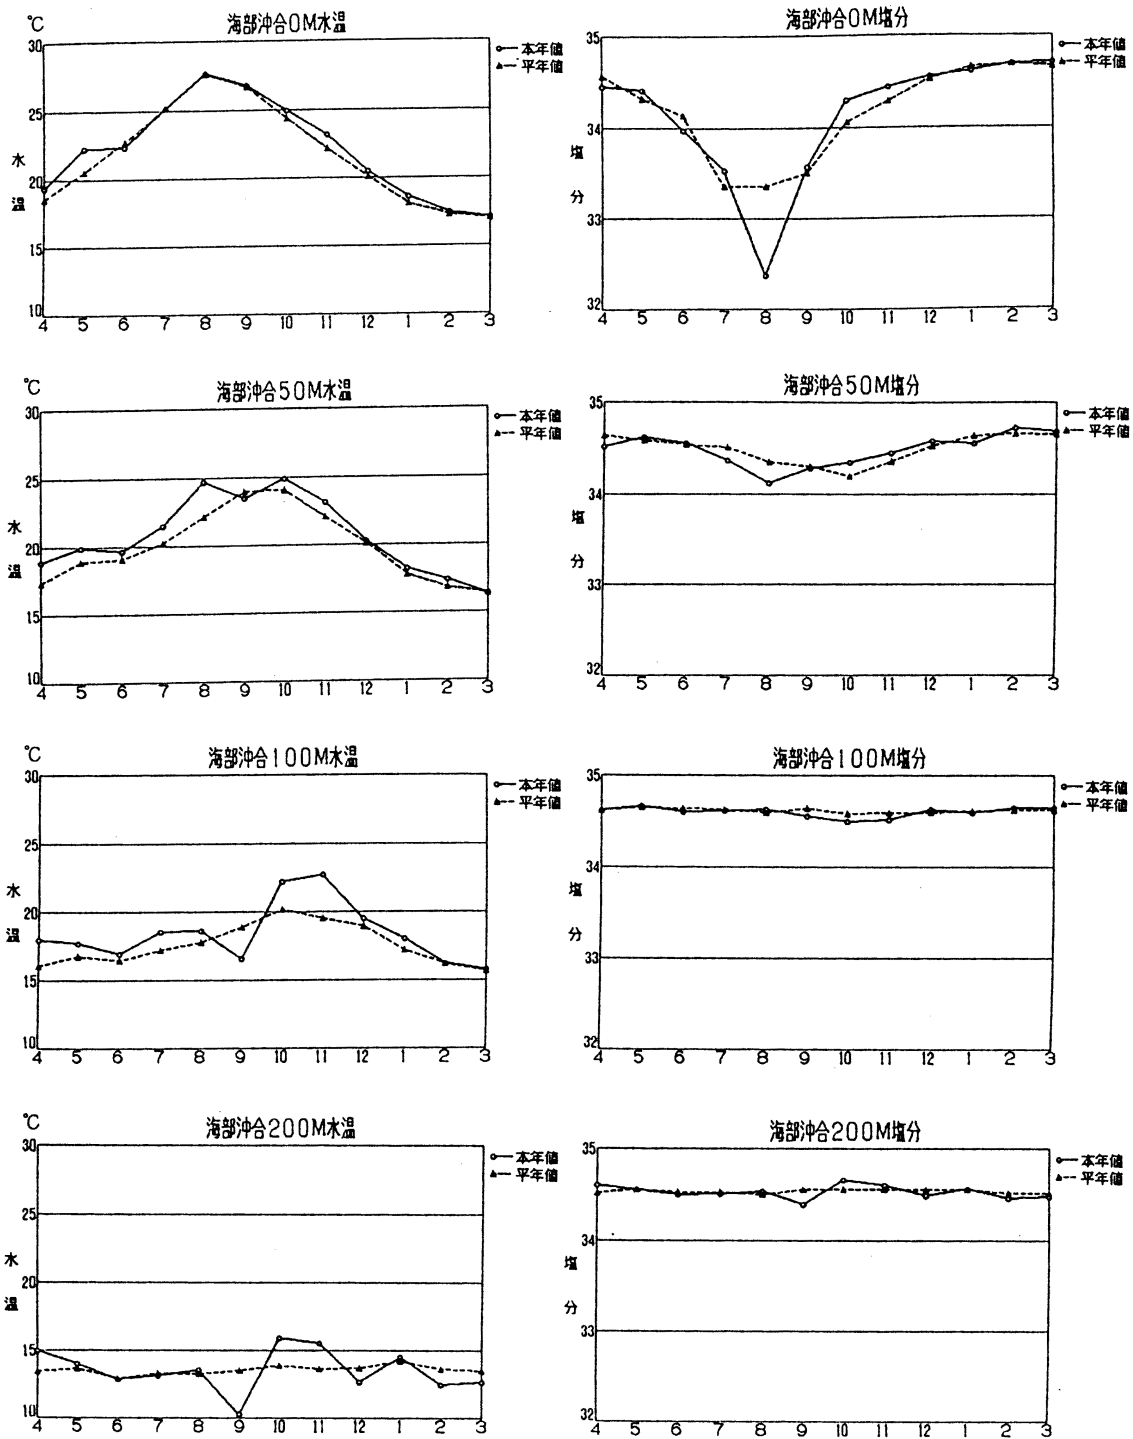 海部沖合0M水温
℃
30
25
20
15
10
水
温
4 5 6 7 8 9 10 11 12 1 2 3
本年値
平年値
海部沖合0M塩分
35
34
33
32
塩
分
4 5 6 7 8 9 10 11 12 1 2 3
本年値
平年値
海部沖合50M水温
℃
30
25
20
15
10
水
温
4 5 6 7 8 9 10 11 12 1 2 3
本年値
平年値
海部沖合50M塩分
35
34
33
32
塩
分
4 5 6 7 8 9 10 11 12 1 2 3
本年値
平年値
海部沖合100M水温
℃
30
25
20
15
10
水
温
4 5 6 7 8 9 10 11 12 1 2 3
本年値
平年値
海部沖合100M塩分
35
34
33
32
塩
分
4 5 6 7 8 9 10 11 12 1 2 3
本年値
平年値
海部沖合200M水温
℃
30
25
20
15
10
水
温
4 5 6 7 8 9 10 11 12 1 2 3
本年値
平年値
海部沖合200M塩分
35
34
33
32
塩
分
4 5 6 7 8 9 10 11 12 1 2 3
本年値
平年値